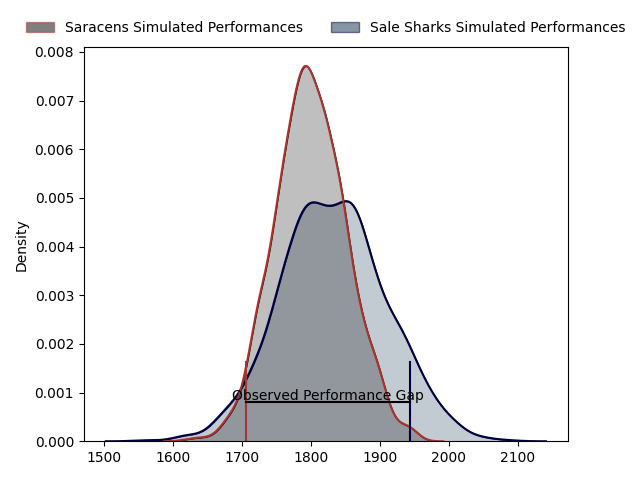 Saracens Simulated Performances
Sale Sharks Simulated Performances
0.008
0.007
0.006
0.005
0.004
0.003
0.002
0.001
0.000
Density
Observed Performance Gap
1500 1600 1700 1800 1900 2000 2100